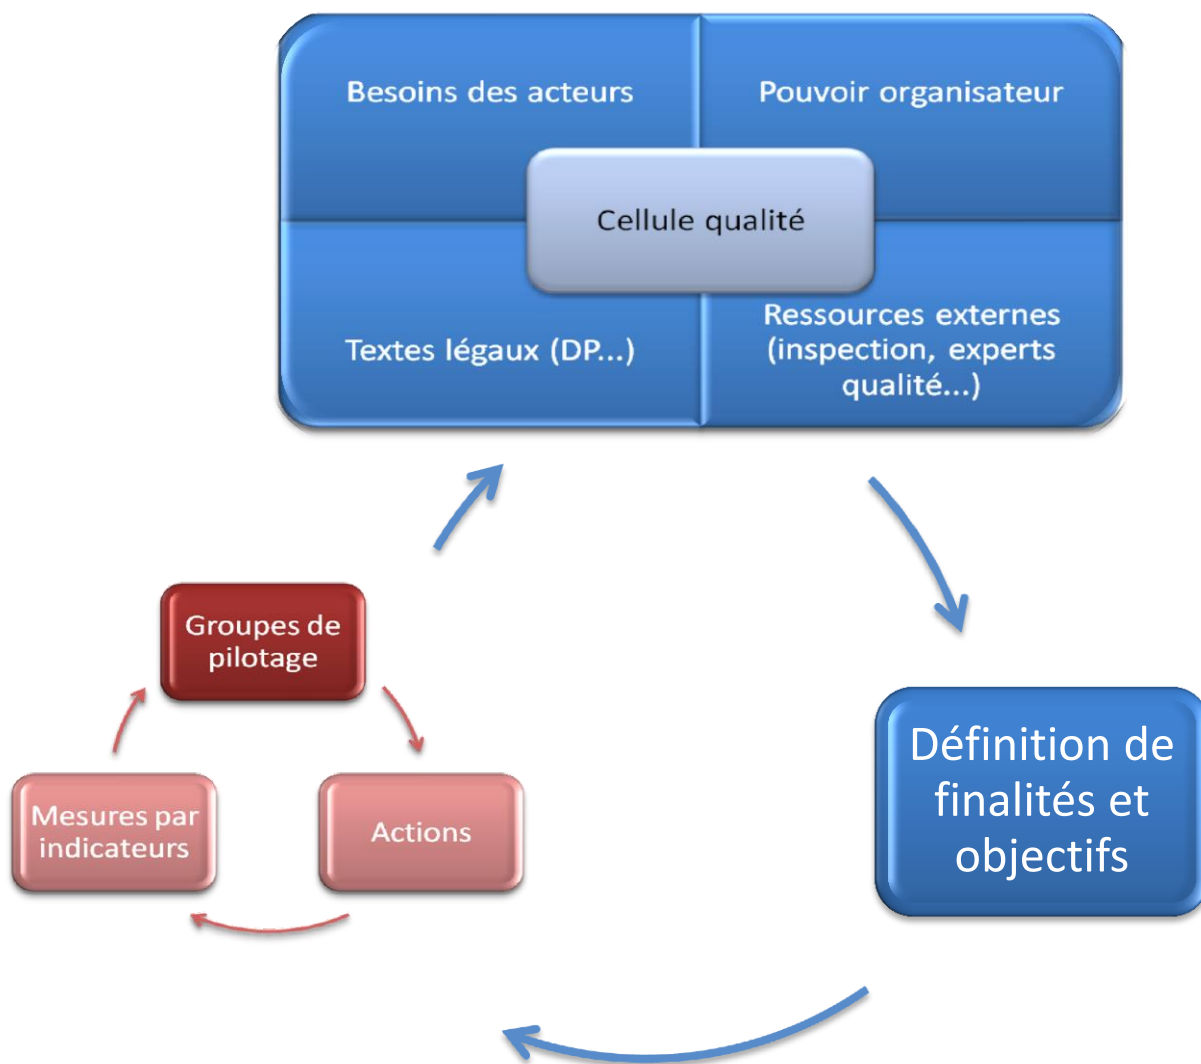 Besoins des acteurs
Pouvoir organisateur
Cellule qualité
Textes légaux (DP...)
Ressources externes
(inspection, experts
qualité...)
Groupes de
pilotage
Mesures par
indicateurs
Actions
Définition de
finalités et
objectifs